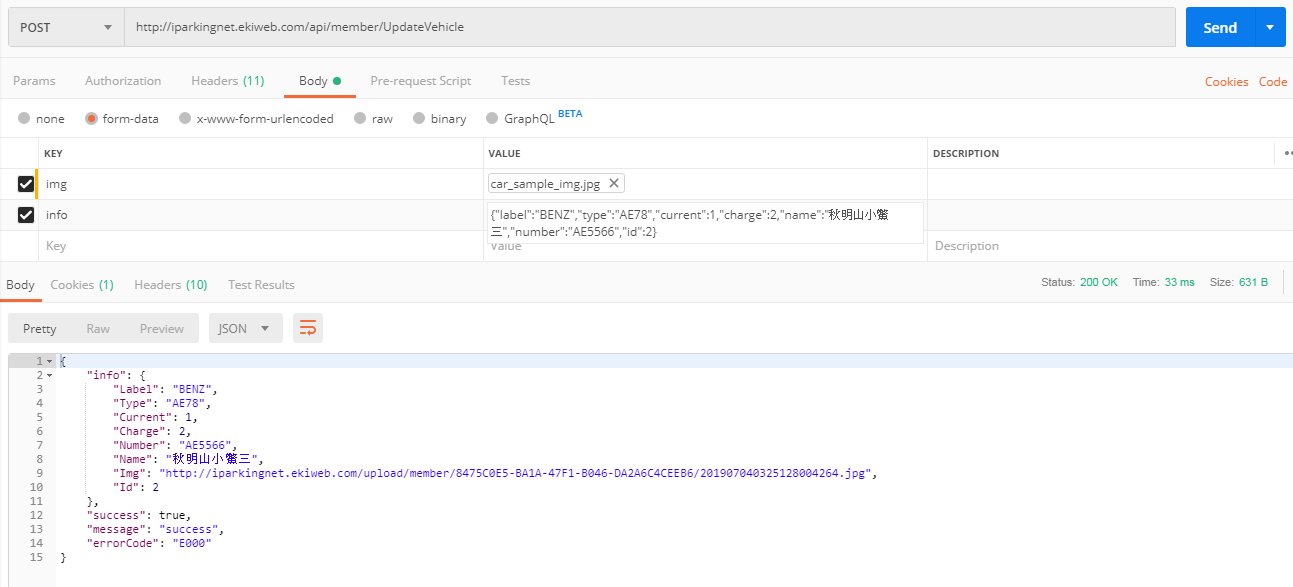 POST http://iparkingnet.ekiweb.com/api/member/UpdateVehicle Send
Params Authorization Headers (11) Body Pre-request Script Tests Cookies Code
none form-data x-www-form-urlencoded raw binary GraphQL BETA
KEY VALUE DESCRIPTION
img car_sample_img.jpg
info {"label":"BENZ","type":"AE78","current":1,"charge":2,"name":"秋明山小鱉
三","number":"AE5566","id":2}
Key Value Description
Body Cookies (1) Headers (10) Test Results Status: 200 OK Time: 33 ms Size: 631 B
Pretty Raw Preview JSON
1 {
2 "info": {
3 "Label": "BENZ",
4 "Type": "AE78",
5 "Current": 1,
6 "Charge": 2,
7 "Number": "AE5566",
8 "Name": "秋明山小鱉三",
9 "Img": "http://iparkingnet.ekiweb.com/upload/member/8475C0E5-BA1A-47F1-B046-DA2A6C4CEEB6/201907040325128004264.jpg",
10 "Id": 2
11 },
12 "success": true,
13 "message": "success",
14 "errorCode": "E000"
15 }